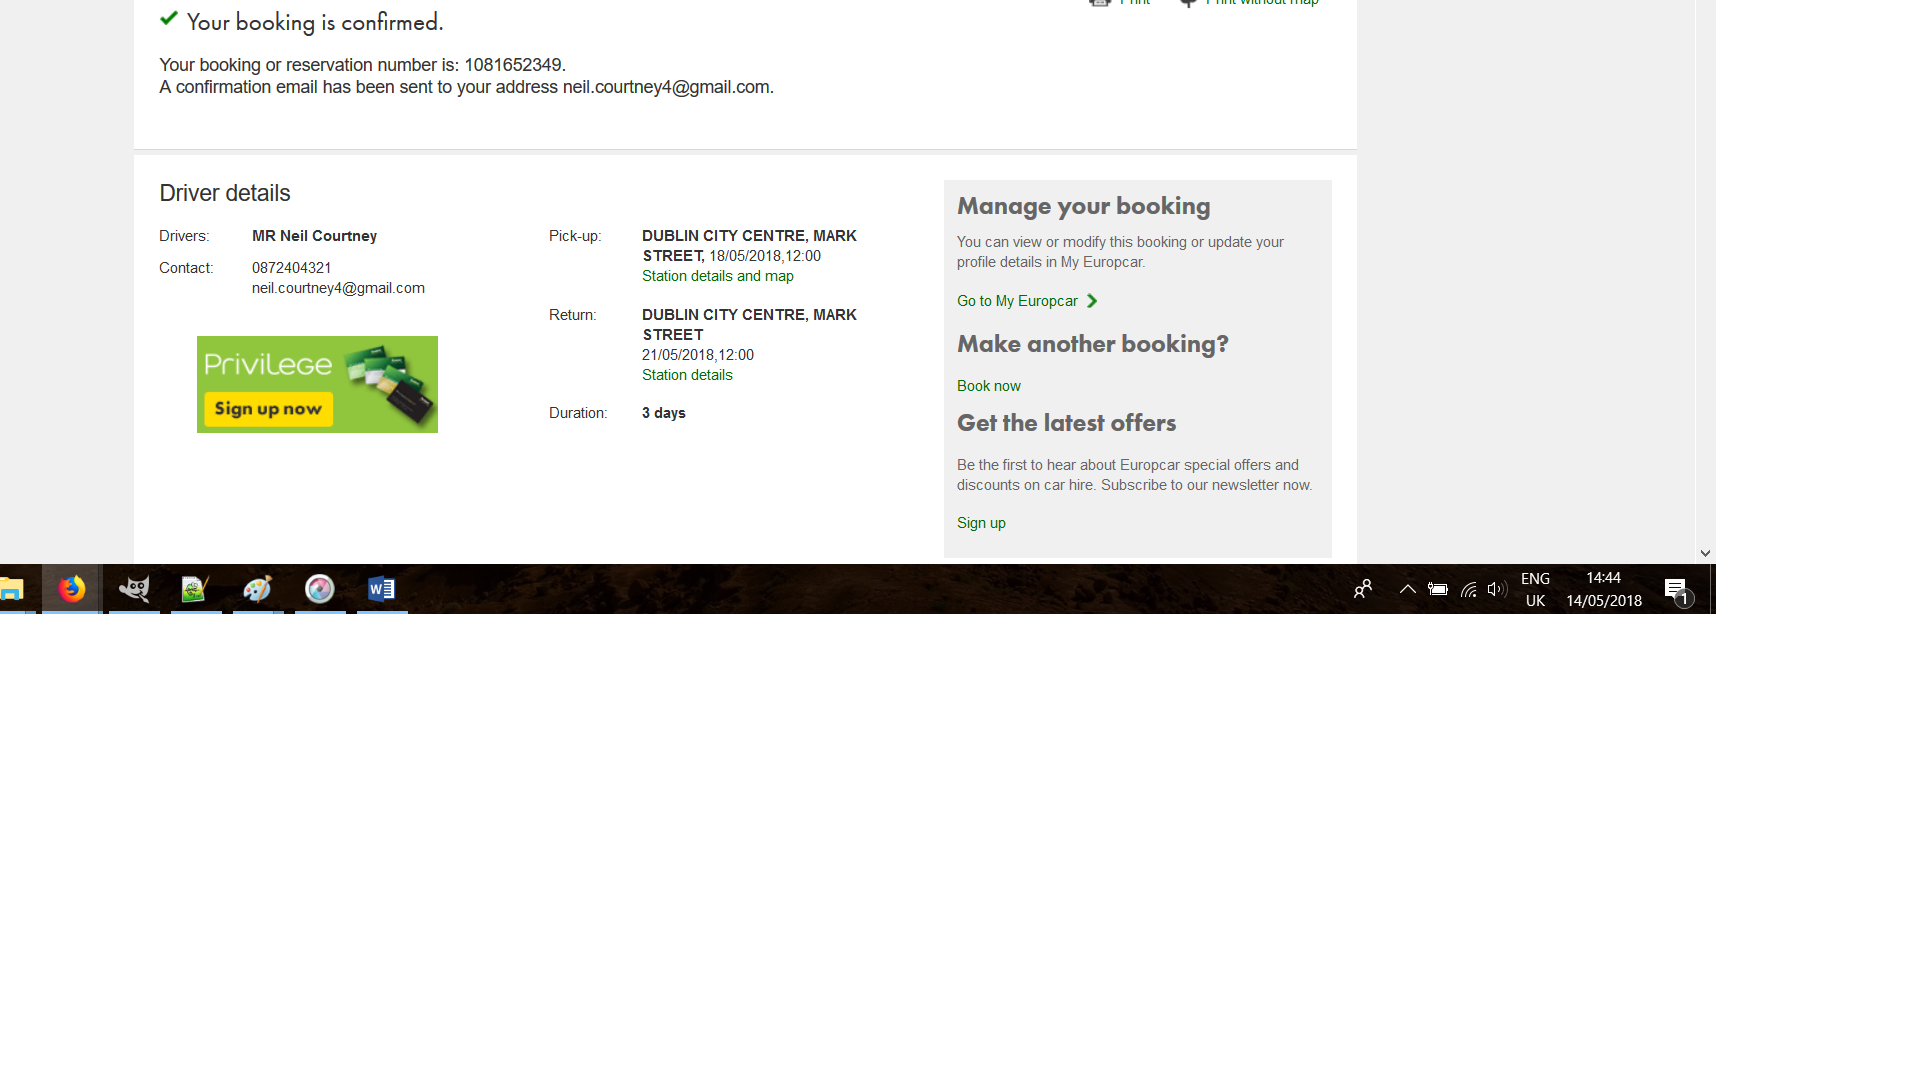 Print Print without map
Your booking is confirmed.
Your booking or reservation number is: 1081652349.
A confirmation email has been sent to your address neil.courtney4@gmail.com.
Driver details
Drivers: MR Neil Courtney
Contact: 0872404321
neil.courtney4@gmail.com
Privilege
Sign up now
Pick-up: DUBLIN CITY CENTRE, MARK
STREET, 18/05/2018,12:00
Station details and map
Return: DUBLIN CITY CENTRE, MARK
STREET
21/05/2018,12:00
Station details
Duration: 3 days
Manage your booking
You can view or modify this booking or update your
profile details in My Europcar.
Go to My Europcar
Make another booking?
Book now
Get the latest offers
Be the first to hear about Europcar special offers and
discounts on car hire. Subscribe to our newsletter now.
Sign up
ENG
UK
14:44
14/05/2018
1